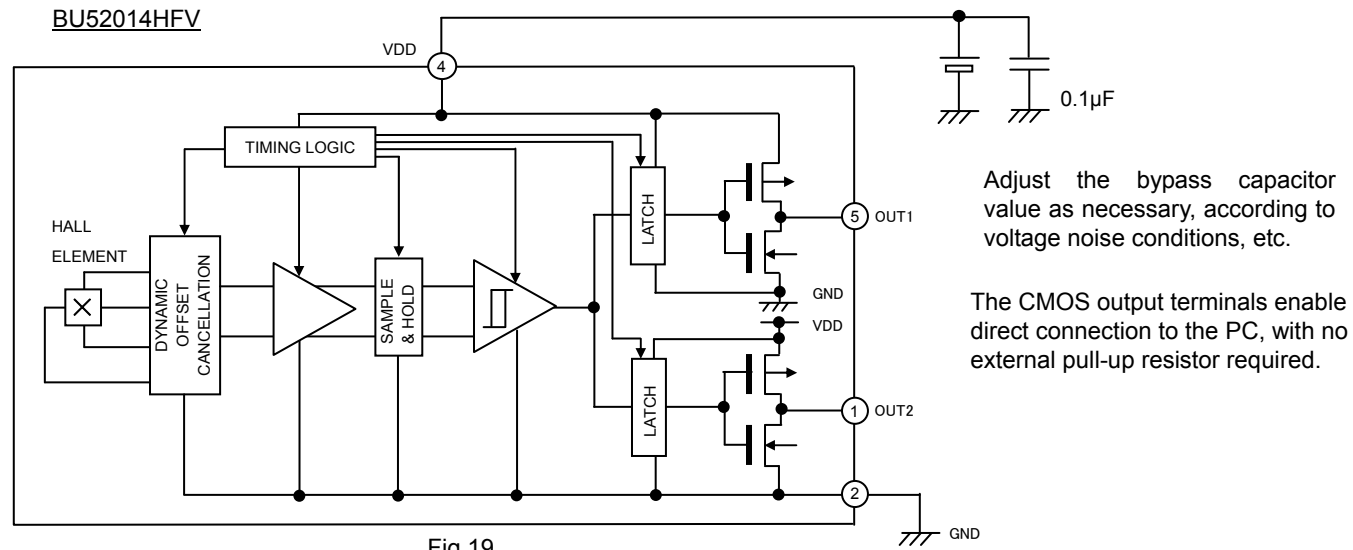 BU52014HFV
VDD
4
0.1μF
TIMING LOGIC
HALL
ELEMENT
DYNAMIC
OFFSET
CANCELLATION
SAMPLE
& HOLD
LATCH
5 OUT1
GND
VDD
LATCH
1 OUT2
2
GND
Adjust the bypass capacitor
value as necessary, according to
voltage noise conditions, etc.
The CMOS output terminals enable
direct connection to the PC, with no
external pull-up resistor required.